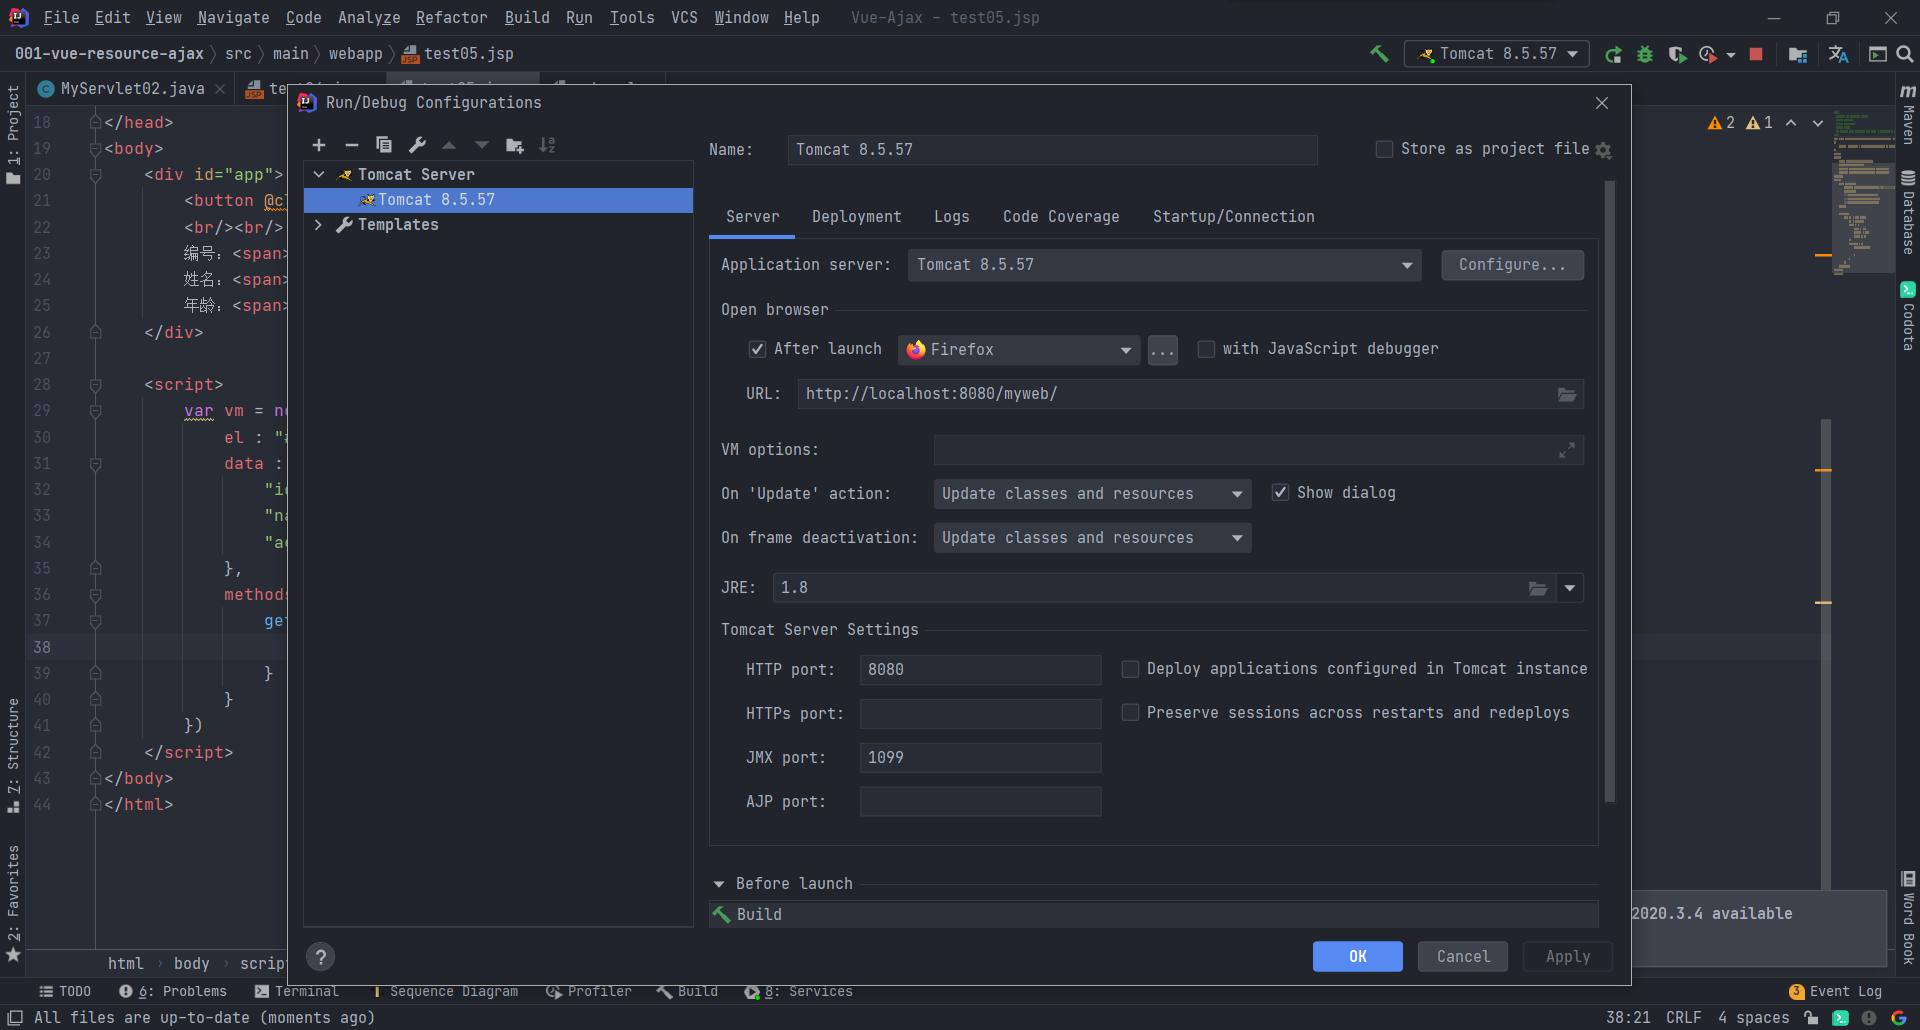 File Edit View Navigate Code Analyze Refactor Build Run Tools VCS Window Help Vue-Ajax - test05.jsp
001-vue-resource-ajax src main webapp test05.jsp
Tomcat 8.5.57
MyServlet02.java
Run/Debug Configurations
Name: Tomcat 8.5.57
Store as project file
Tomcat Server
Tomcat 8.5.57
Templates
Server Deployment Logs Code Coverage Startup/Connection
Application server: Tomcat 8.5.57 Configure...
Open browser
After launch Firefox ... with JavaScript debugger
URL: http://localhost:8080/myweb/
VM options:
On 'Update' action: Update classes and resources Show dialog
On frame deactivation: Update classes and resources
JRE: 1.8
Tomcat Server Settings
HTTP port: 8080 Deploy applications configured in Tomcat instance
HTTPs port: Preserve sessions across restarts and redeploys
JMX port: 1099
AJP port:
Before launch
Build
? OK Cancel Apply
18 </head>
19 <body>
20 <div id="app">
21 <button @cl
22 <br/><br/>
23 编号：<span>
24 姓名：<span>
25 年龄：<span>
26 </div>
27
28 <script>
29 var vm = ne
30 el : "#
31 data :
32 "id
33 "na
34 "ag
35 },
36 methods
37 get
38
39 }
40 }
41 })
42 </script>
43 </body>
44 </html>
2 1
1: Project
7: Structure
2: Favorites
Maven
Database
Codota
Word Book
2020.3.4 available
html body script
TODO 6: Problems Terminal Sequence Diagram Profiler Build 8: Services 3 Event Log
All files are up-to-date (moments ago) 38:21 CRLF 4 spaces